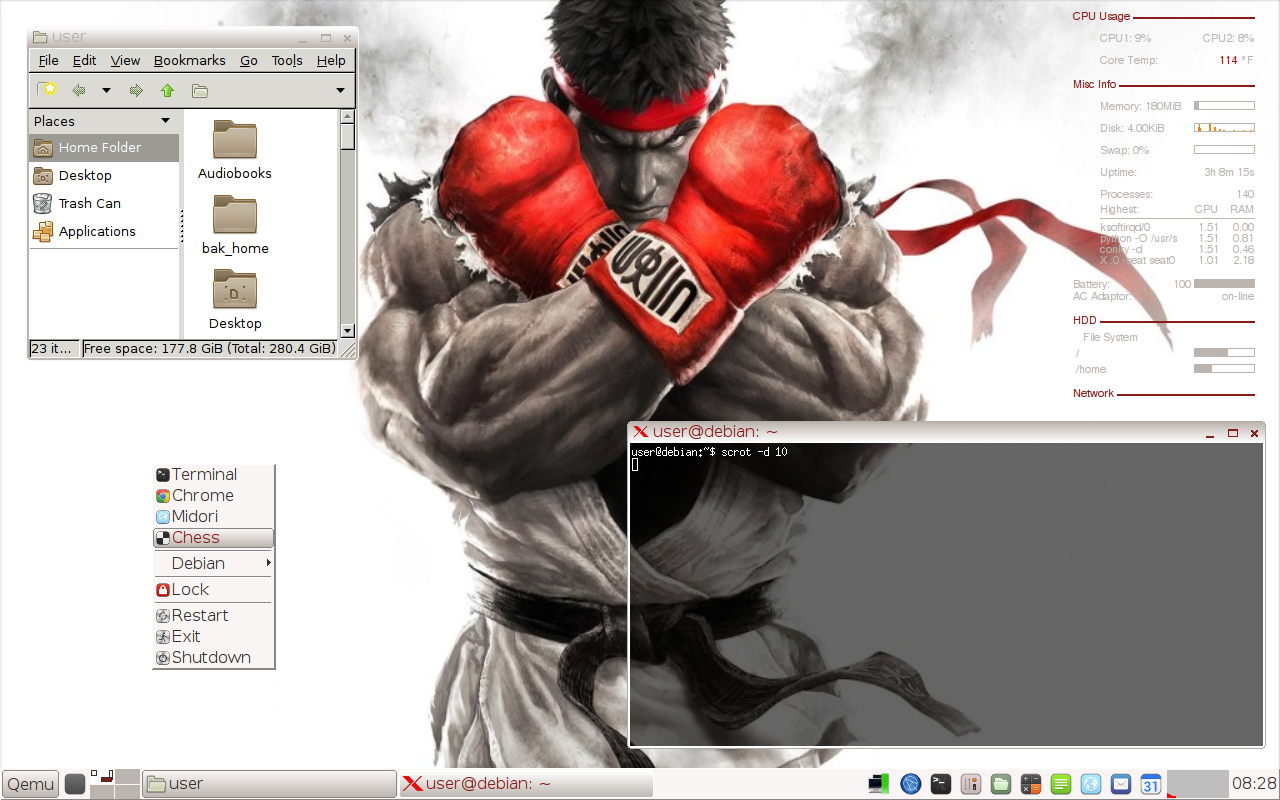 user
File Edit View Bookmarks Go Tools Help
Places
Home Folder
Desktop
Trash Can
Applications
Audiobooks
bak_home
Desktop
23 it... Free space: 177.8 GiB (Total: 280.4 GiB)
CPU Usage
CPU1: 9% CPU2: 8%
Core Temp: 114 °F
Misc Info
Memory: 180MiB
Disk: 4.00KiB
Swap: 0%
Uptime: 3h 8m 15s
Processes: 140
Highest: CPU RAM
ksoftirqd/0 1.51 0.00
python -O /usr/s 1.51 0.81
conky -d 1.51 0.46
X :0 -seat seat0 1.01 2.18
Battery: 100
AC Adaptor: on-line
HDD
File System
/
/home
Network
user@debian: ~
user@debian:~$ scrot -d 10
Terminal
Chrome
Midori
Chess
Debian
Lock
Restart
Exit
Shutdown
Qemu user user@debian: ~ 31 08:28